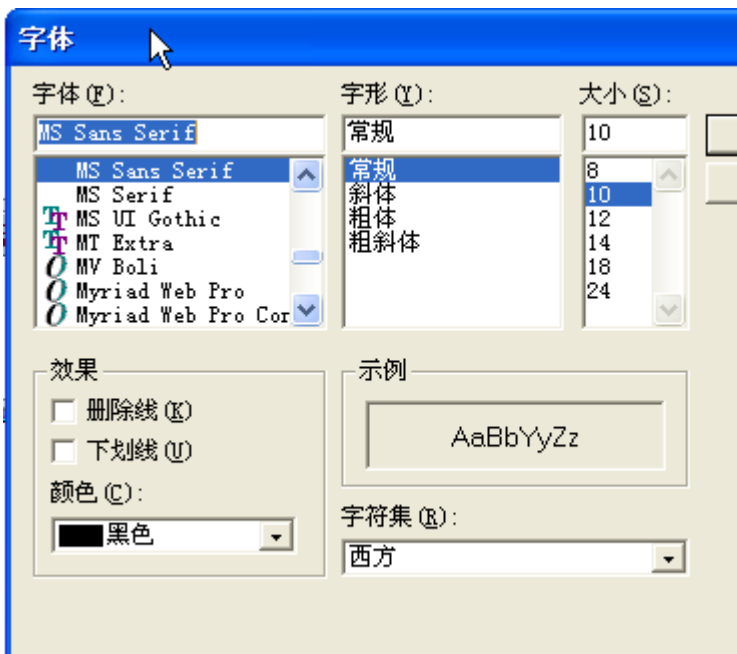 字体
字体(F):
MS Sans Serif
MS Sans Serif
MS Serif
MS UI Gothic
MT Extra
MV Boli
Myriad Web Pro
Myriad Web Pro Con
字形(Y):
常规
常规
斜体
粗体
粗斜体
大小(S):
10
8
10
12
14
18
24
效果
删除线(K)
下划线(U)
颜色(C):
黑色
示例
AaBbYyZz
字符集(R):
西方